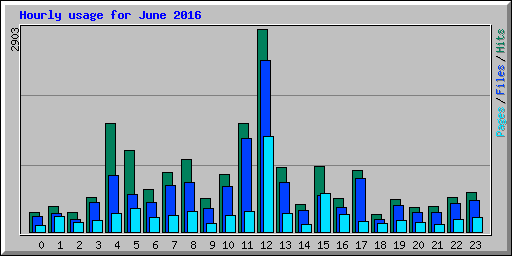 Hourly usage for June 2016
2903
Pages / Files / Hits
0 1 2 3 4 5 6 7 8 9 10 11 12 13 14 15 16 17 18 19 20 21 22 23